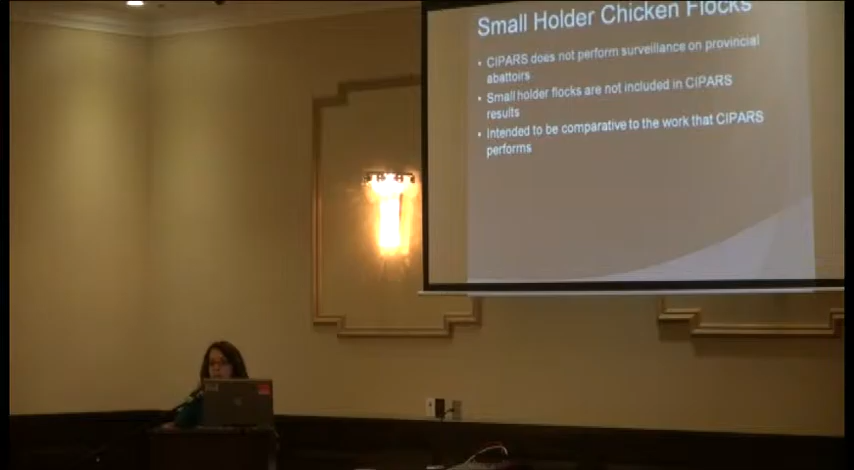 Small Holder Chicken Flocks
• CIPARS does not perform surveillance on provincial
abattoirs
• Small holder flocks are not included in CIPARS
results
• Intended to be comparative to the work that CIPARS
performs